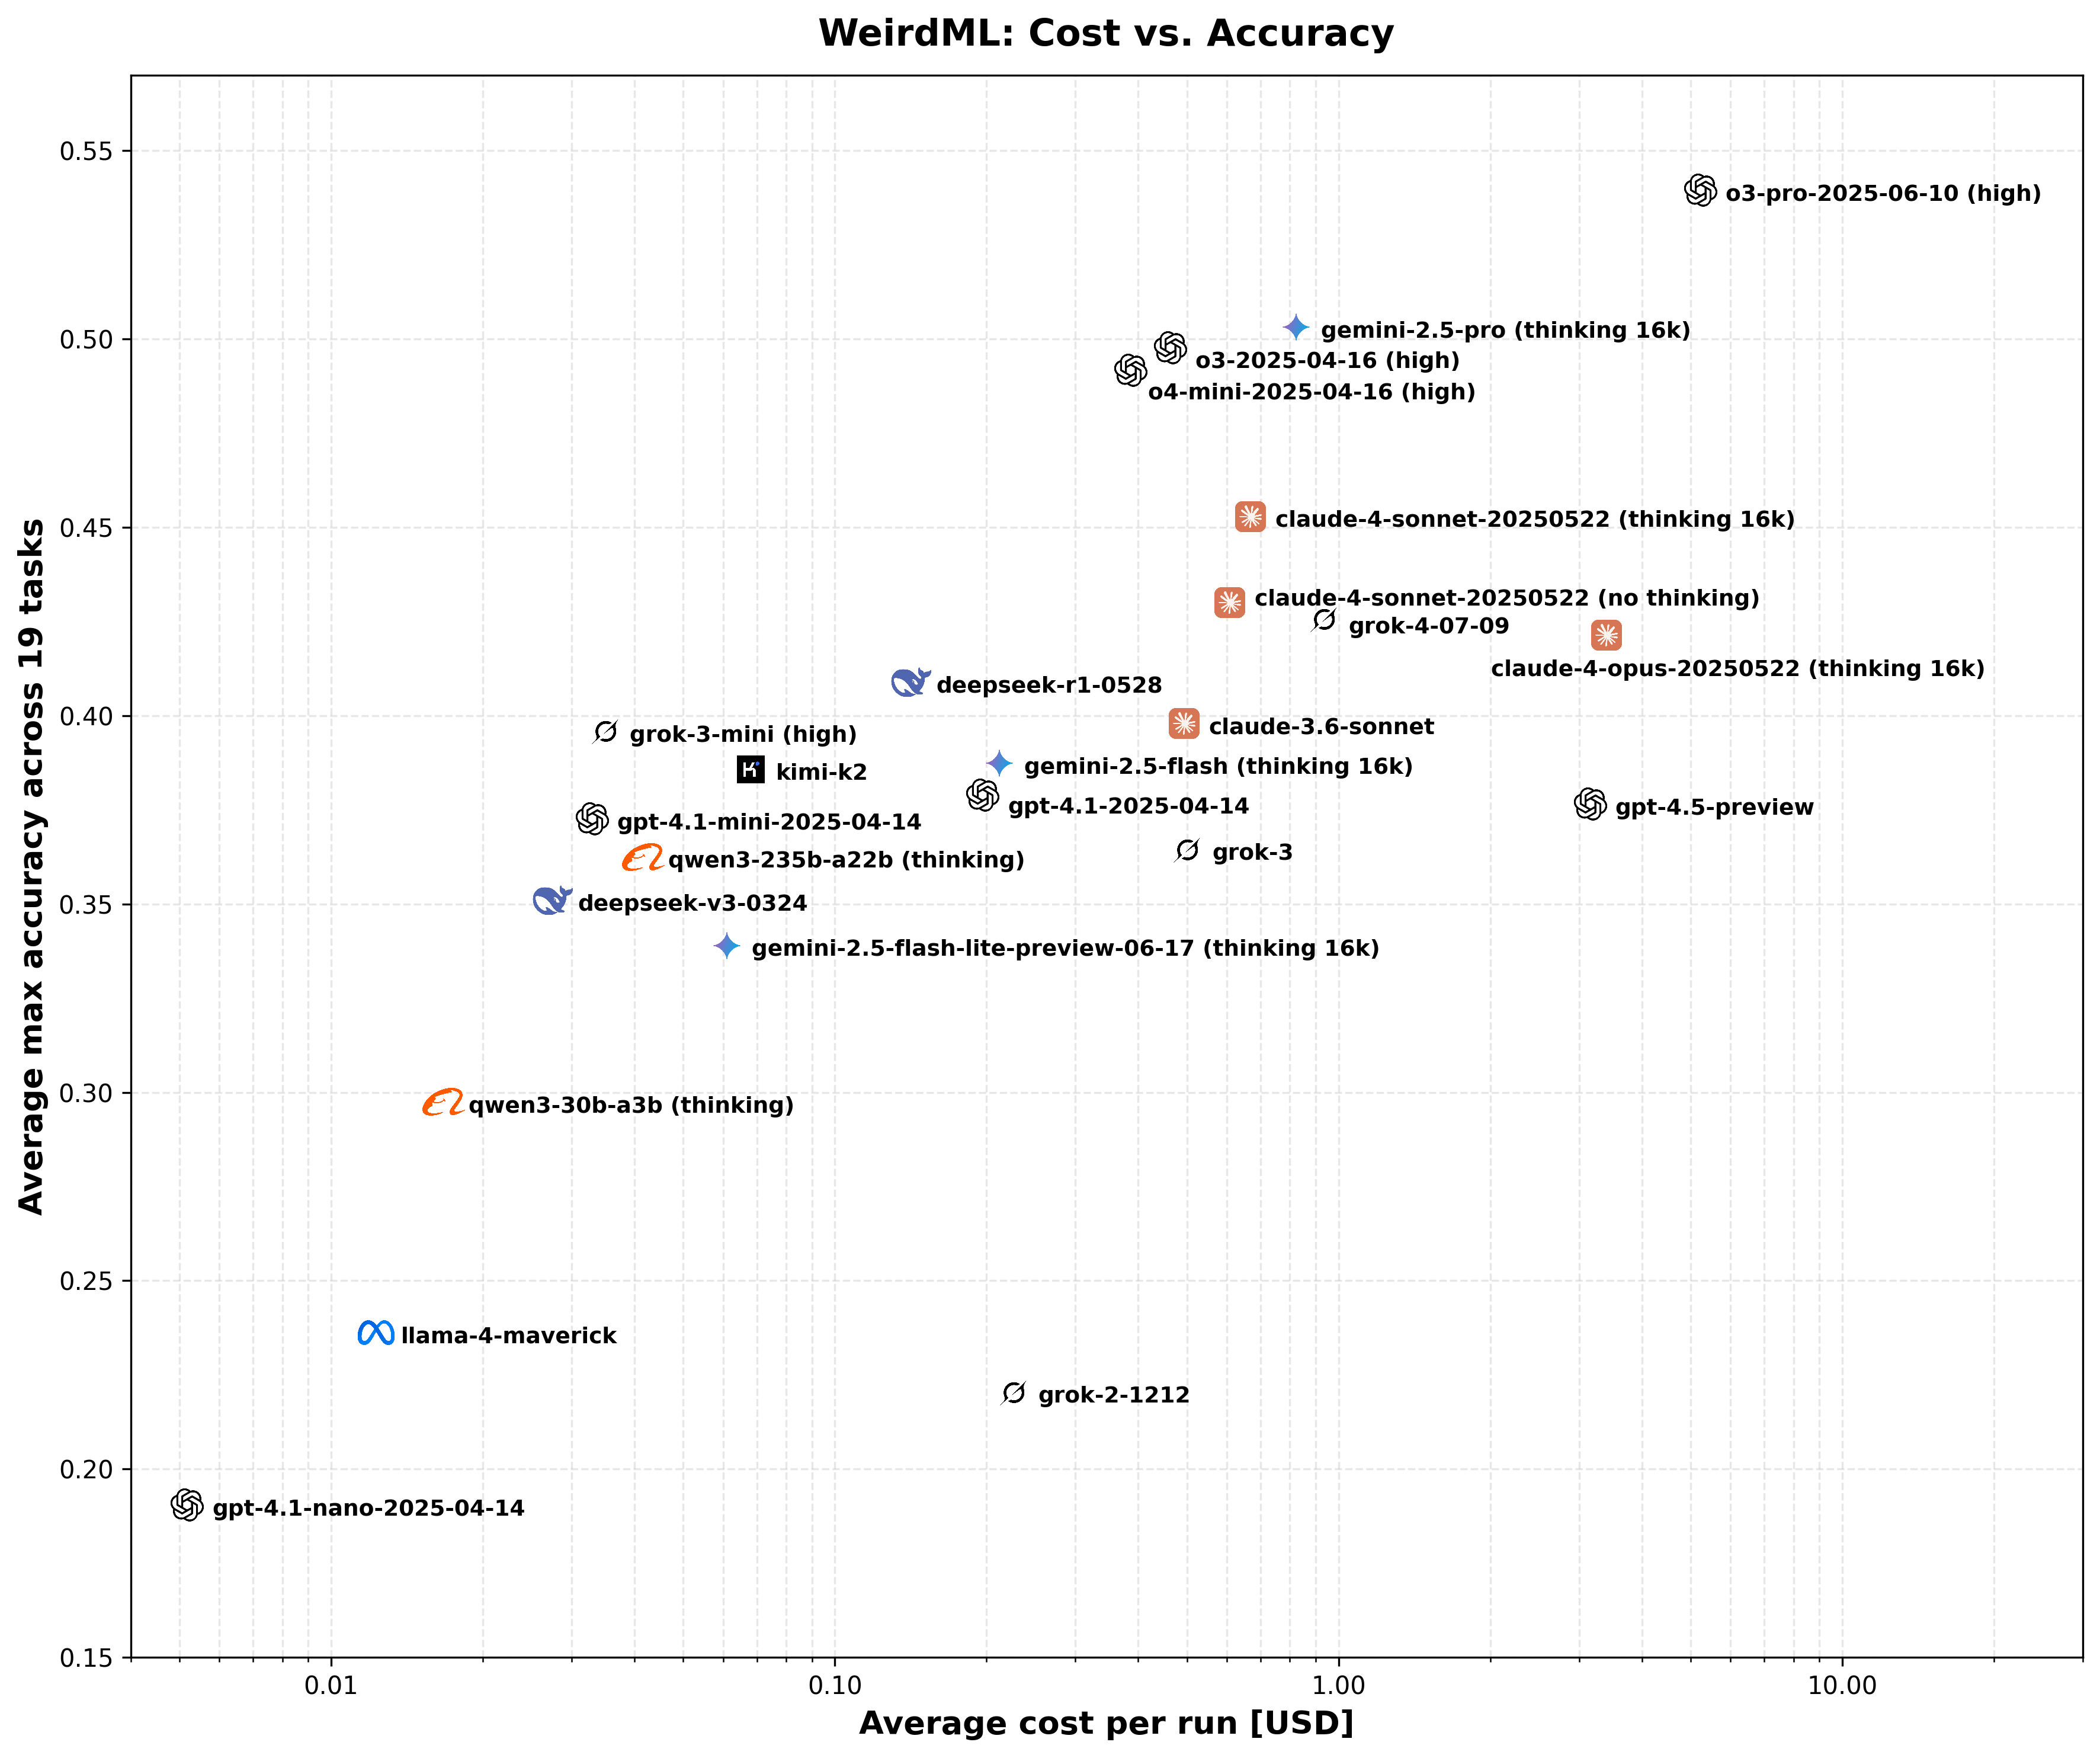 WeirdML: Cost vs. Accuracy
Average max accuracy across 19 tasks
0.55
0.50
0.45
0.40
0.35
0.30
0.25
0.20
0.15
o3-pro-2025-06-10 (high)
gemini-2.5-pro (thinking 16k)
o3-2025-04-16 (high)
o4-mini-2025-04-16 (high)
claude-4-sonnet-20250522 (thinking 16k)
claude-4-sonnet-20250522 (no thinking)
grok-4-07-09
claude-4-opus-20250522 (thinking 16k)
deepseek-r1-0528
claude-3.6-sonnet
grok-3-mini (high)
gemini-2.5-flash (thinking 16k)
kimi-k2
gpt-4.1-2025-04-14
gpt-4.5-preview
gpt-4.1-mini-2025-04-14
grok-3
qwen3-235b-a22b (thinking)
deepseek-v3-0324
gemini-2.5-flash-lite-preview-06-17 (thinking 16k)
qwen3-30b-a3b (thinking)
llama-4-maverick
grok-2-1212
gpt-4.1-nano-2025-04-14
0.01
0.10
1.00
10.00
Average cost per run [USD]